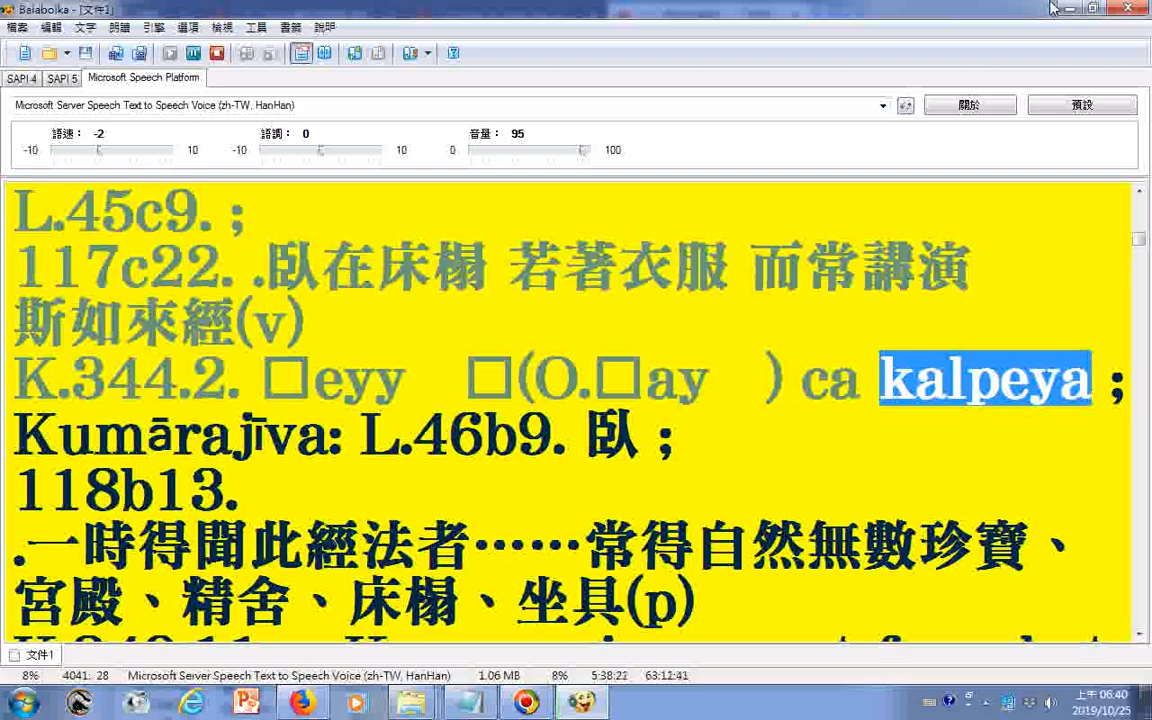 Balabolka - [文件1]
檔案 編輯 文字 朗讀 引擎 選項 檢視 工具 書籤 說明
SAPI 4 SAPI 5 Microsoft Speech Platform
Microsoft Server Speech Text to Speech Voice (zh-TW, HanHan) 關於 預設
語速： -2 語調： 0 音量： 95
-10 10 -10 10 0 100
L.45c9. ;
117c22. .臥在床榻 若著衣服 而常講演
斯如來經(v)
K.344.2. □eyy □(O.□ay ) ca kalpeya ;
Kumārajīva: L.46b9. 臥 ;
118b13.
.一時得聞此經法者⋯⋯常得自然無數珍寶、
宮殿、精舍、床榻、坐具(p)
文件1
8% 4041: 28 Microsoft Server Speech Text to Speech Voice (zh-TW, HanHan) 1.06 MB 8% 5:38:22 63:12:41
上午 06:40
2019/10/25